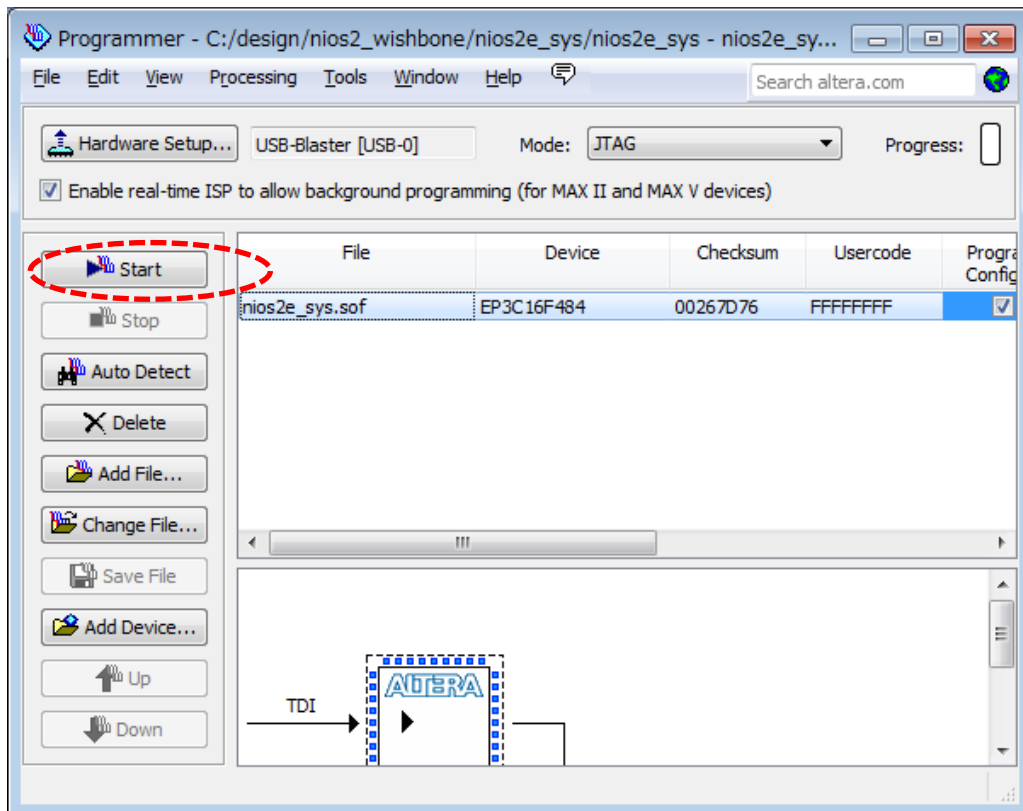 Programmer - C:/design/nios2_wishbone/nios2e_sys/nios2e_sys - nios2e_sy...
File Edit View Processing Tools Window Help Search altera.com
Hardware Setup... USB-Blaster [USB-0] Mode: JTAG Progress:
Enable real-time ISP to allow background programming (for MAX II and MAX V devices)
Start
Stop
Auto Detect
Delete
Add File...
Change File...
Save File
Add Device...
Up
Down
File Device Checksum Usercode Progra
Config
nios2e_sys.sof EP3C16F484 00267D76 FFFFFFFF
ALTERA
TDI